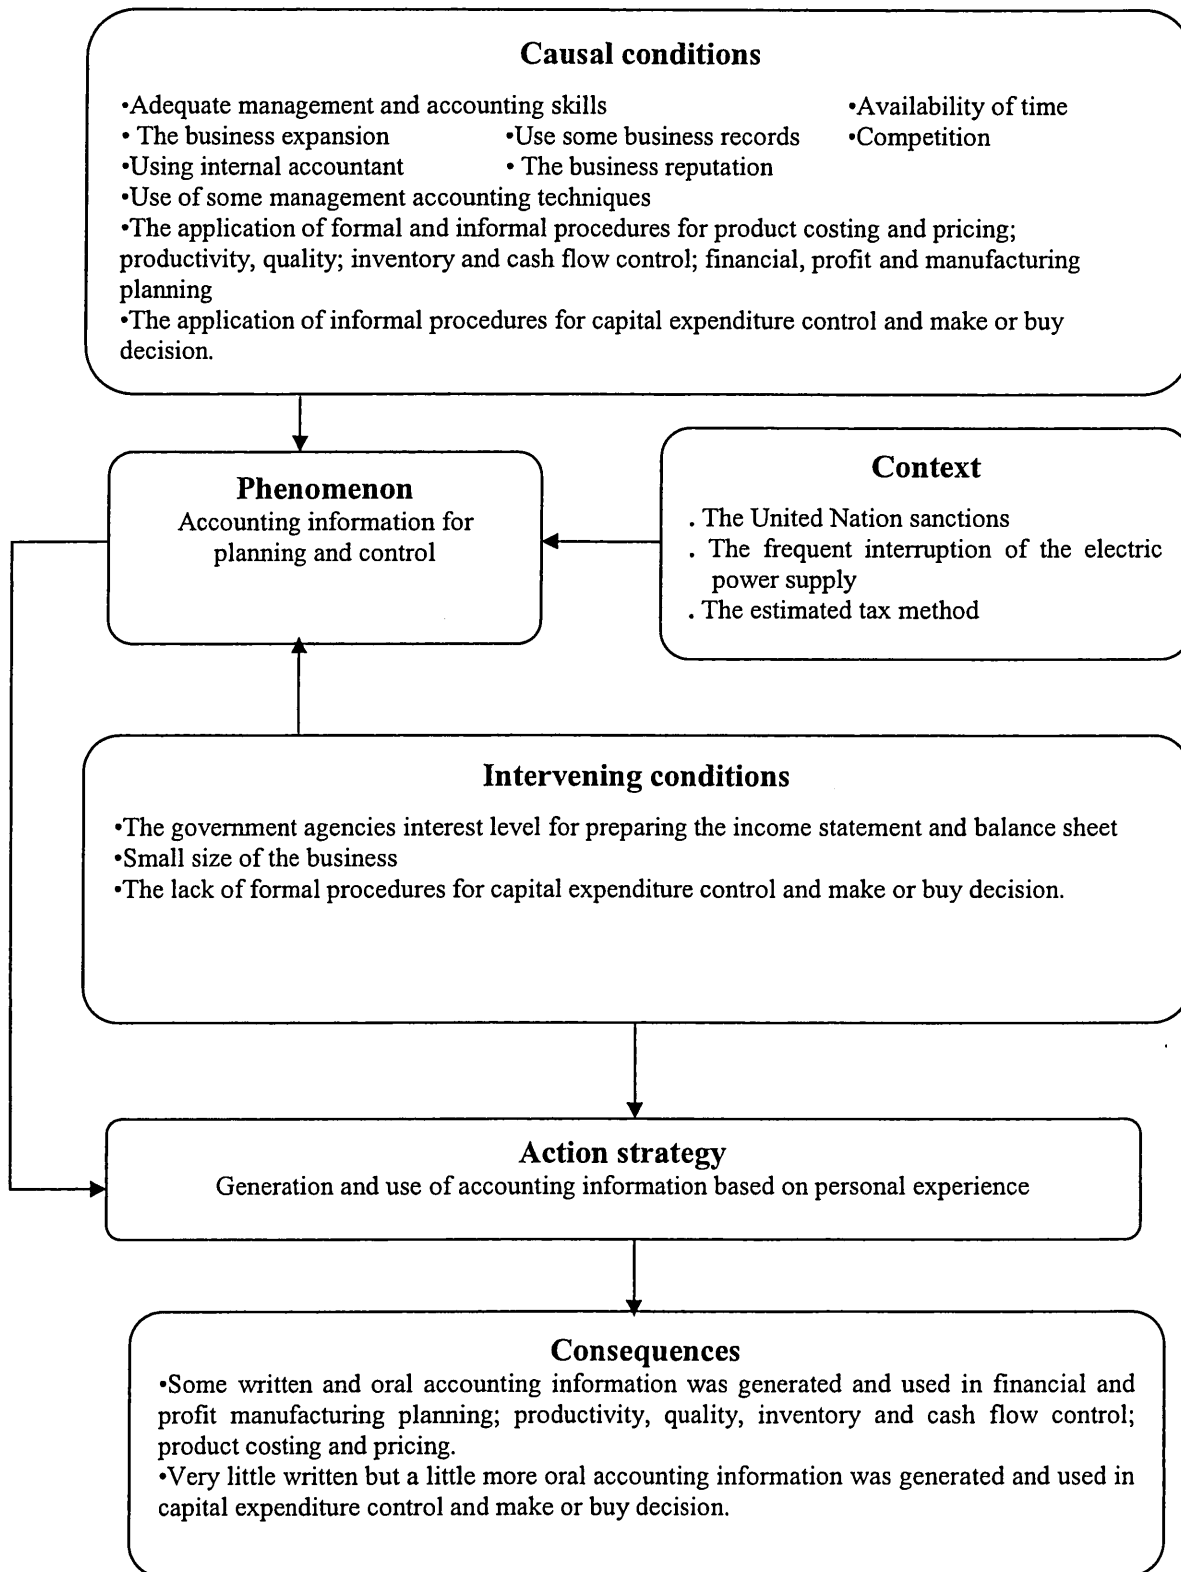 Causal conditions
•Adequate management and accounting skills •Availability of time
• The business expansion •Use some business records •Competition
•Using internal accountant • The business reputation
•Use of some management accounting techniques
•The application of formal and informal procedures for product costing and pricing;
productivity, quality; inventory and cash flow control; financial, profit and manufacturing
planning
•The application of informal procedures for capital expenditure control and make or buy
decision.
Phenomenon
Accounting information for
planning and control
Context
. The United Nation sanctions
. The frequent interruption of the electric
power supply
. The estimated tax method
Intervening conditions
•The government agencies interest level for preparing the income statement and balance sheet
•Small size of the business
•The lack of formal procedures for capital expenditure control and make or buy decision.
Action strategy
Generation and use of accounting information based on personal experience
Consequences
•Some written and oral accounting information was generated and used in financial and
profit manufacturing planning; productivity, quality, inventory and cash flow control;
product costing and pricing.
•Very little written but a little more oral accounting information was generated and used in
capital expenditure control and make or buy decision.